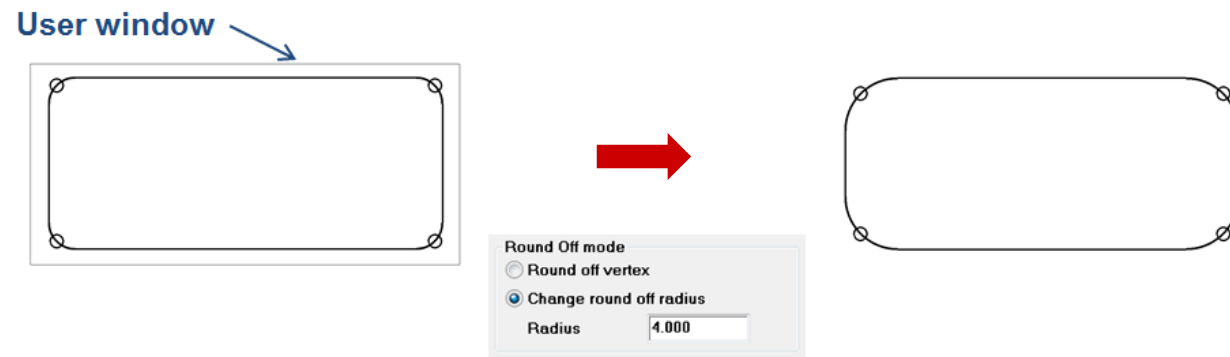 User window
Round Off mode
Round off vertex
Change round off radius
Radius 4.000